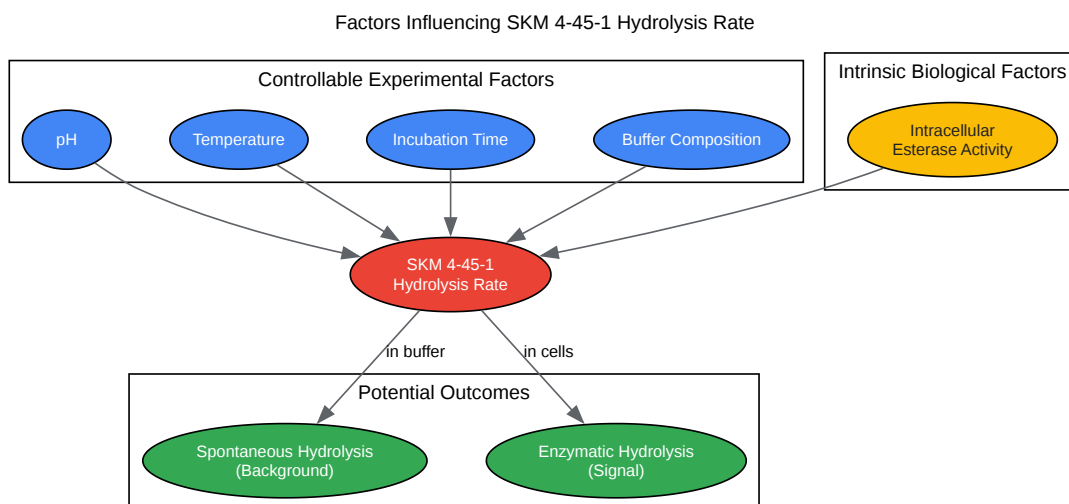 Factors Influencing SKM 4-45-1 Hydrolysis Rate
Controllable Experimental Factors
Intrinsic Biological Factors
pH
Temperature
Incubation Time
Buffer Composition
Intracellular
Esterase Activity
SKM 4-45-1
Hydrolysis Rate
in buffer
in cells
Potential Outcomes
Spontaneous Hydrolysis
(Background)
Enzymatic Hydrolysis
(Signal)